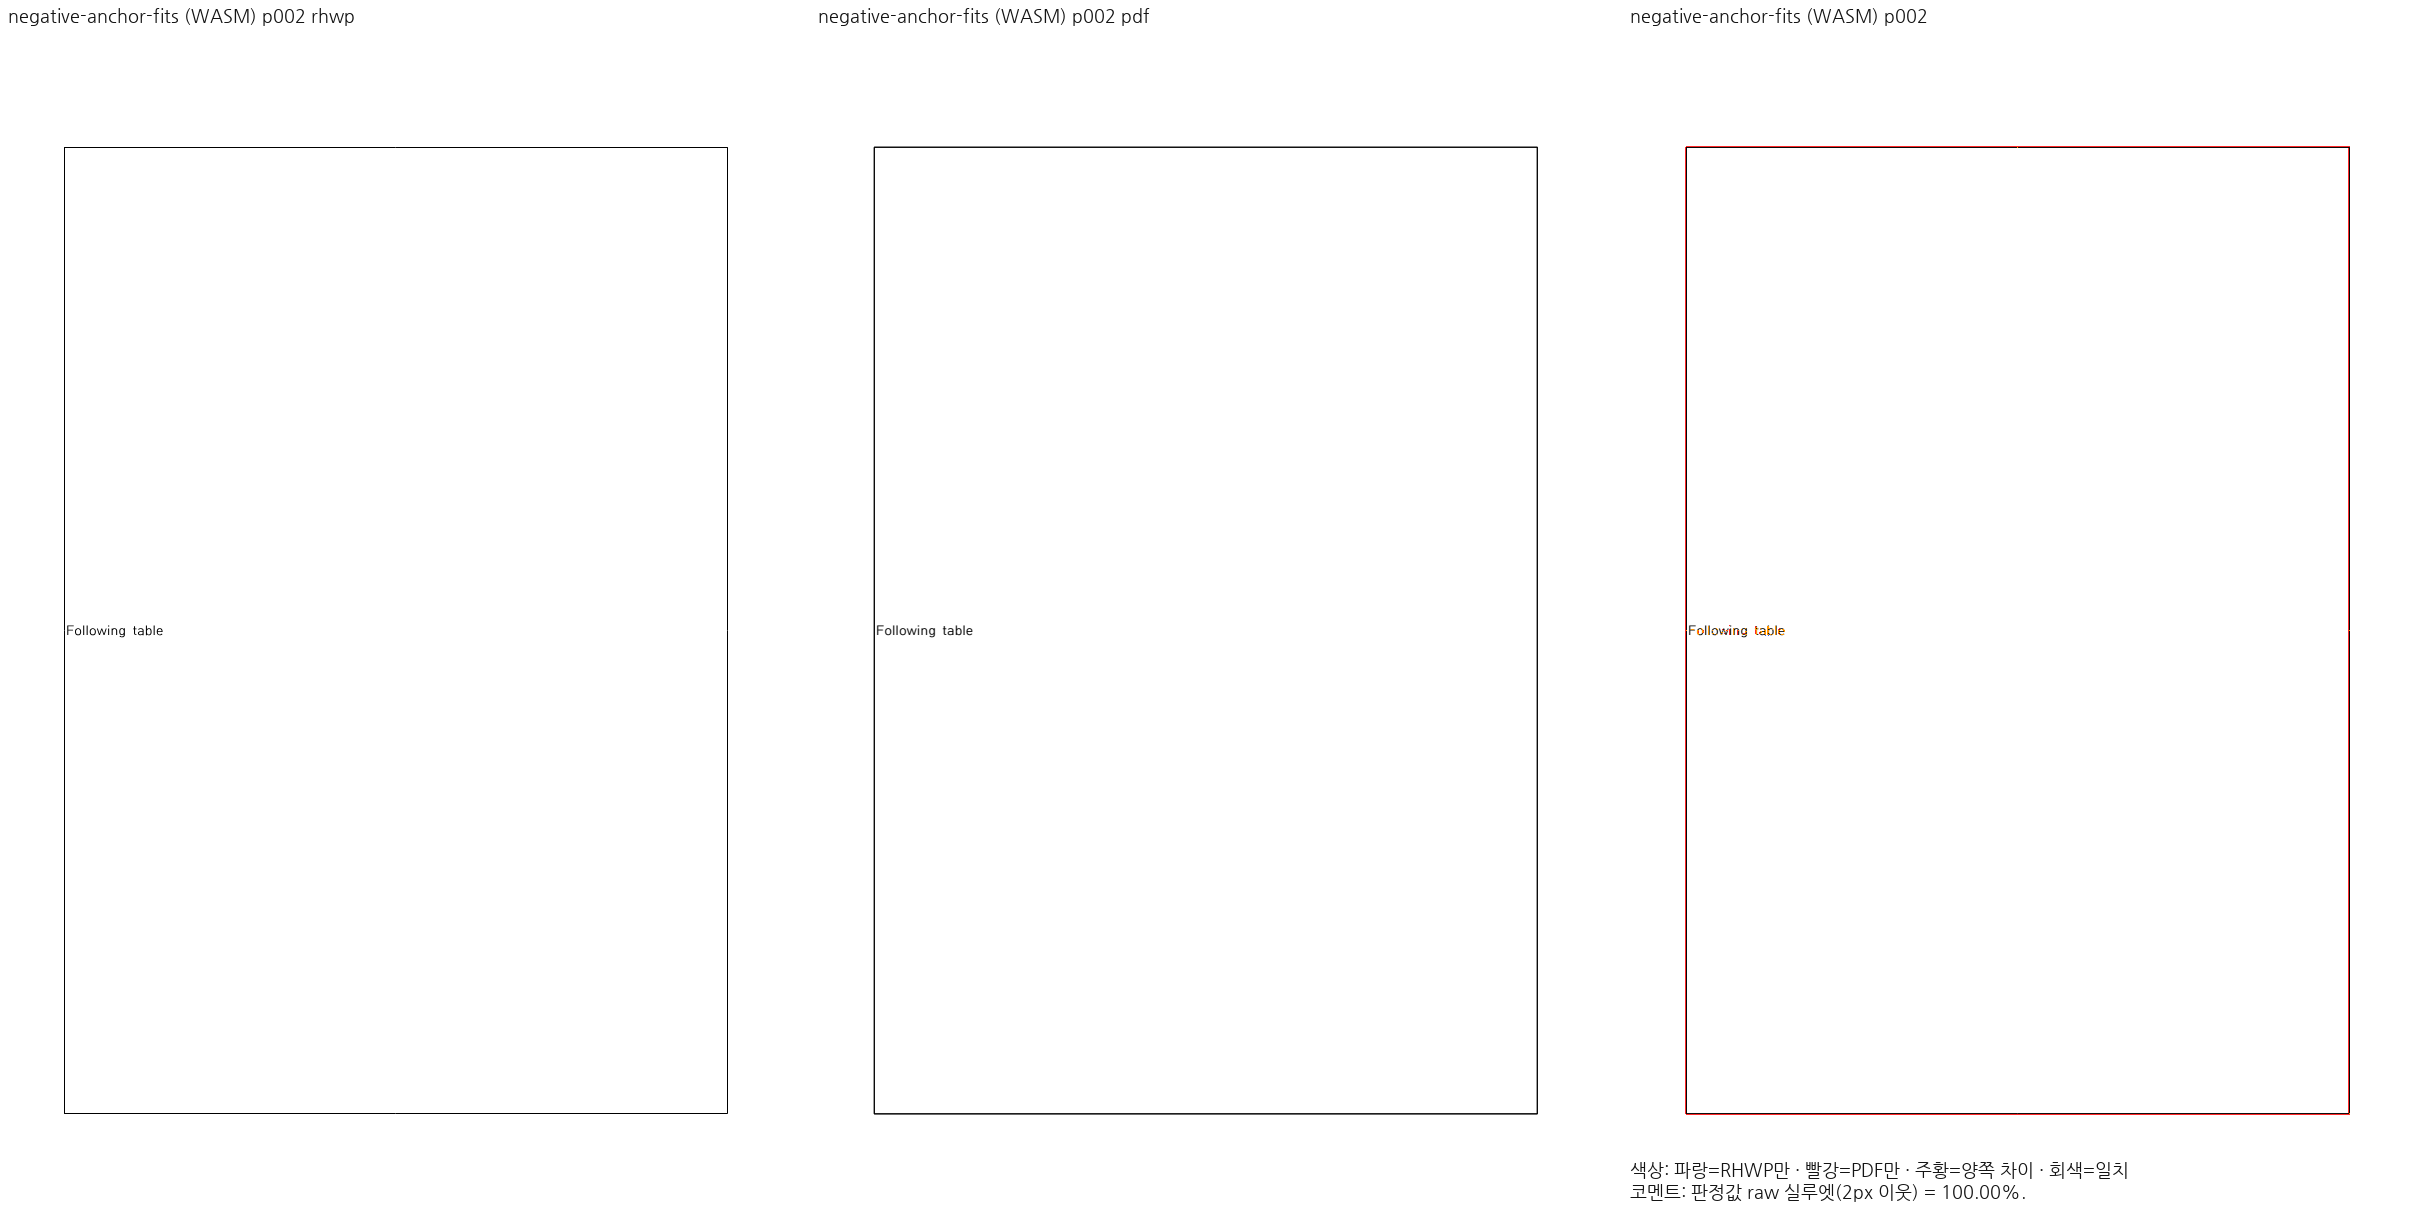 negative-anchor-fits (WASM) p002 rhwp
negative-anchor-fits (WASM) p002 pdf
negative-anchor-fits (WASM) p002
Following table
Following table
Following table
색상: 파랑=RHWP만 · 빨강=PDF만 · 주황=양쪽 차이 · 회색=일치
코멘트: 판정값 raw 실루엣(2px 이웃) = 100.00%.